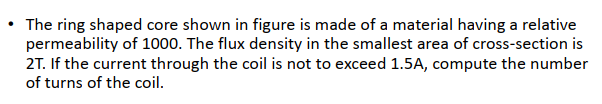 • The ring shaped core shown in figure is made of a material having a relative
permeability of 1000. The flux density in the smallest area of cross-section is
2T. If the current through the coil is not to exceed 1.5A, compute the number
of turns of the coil.